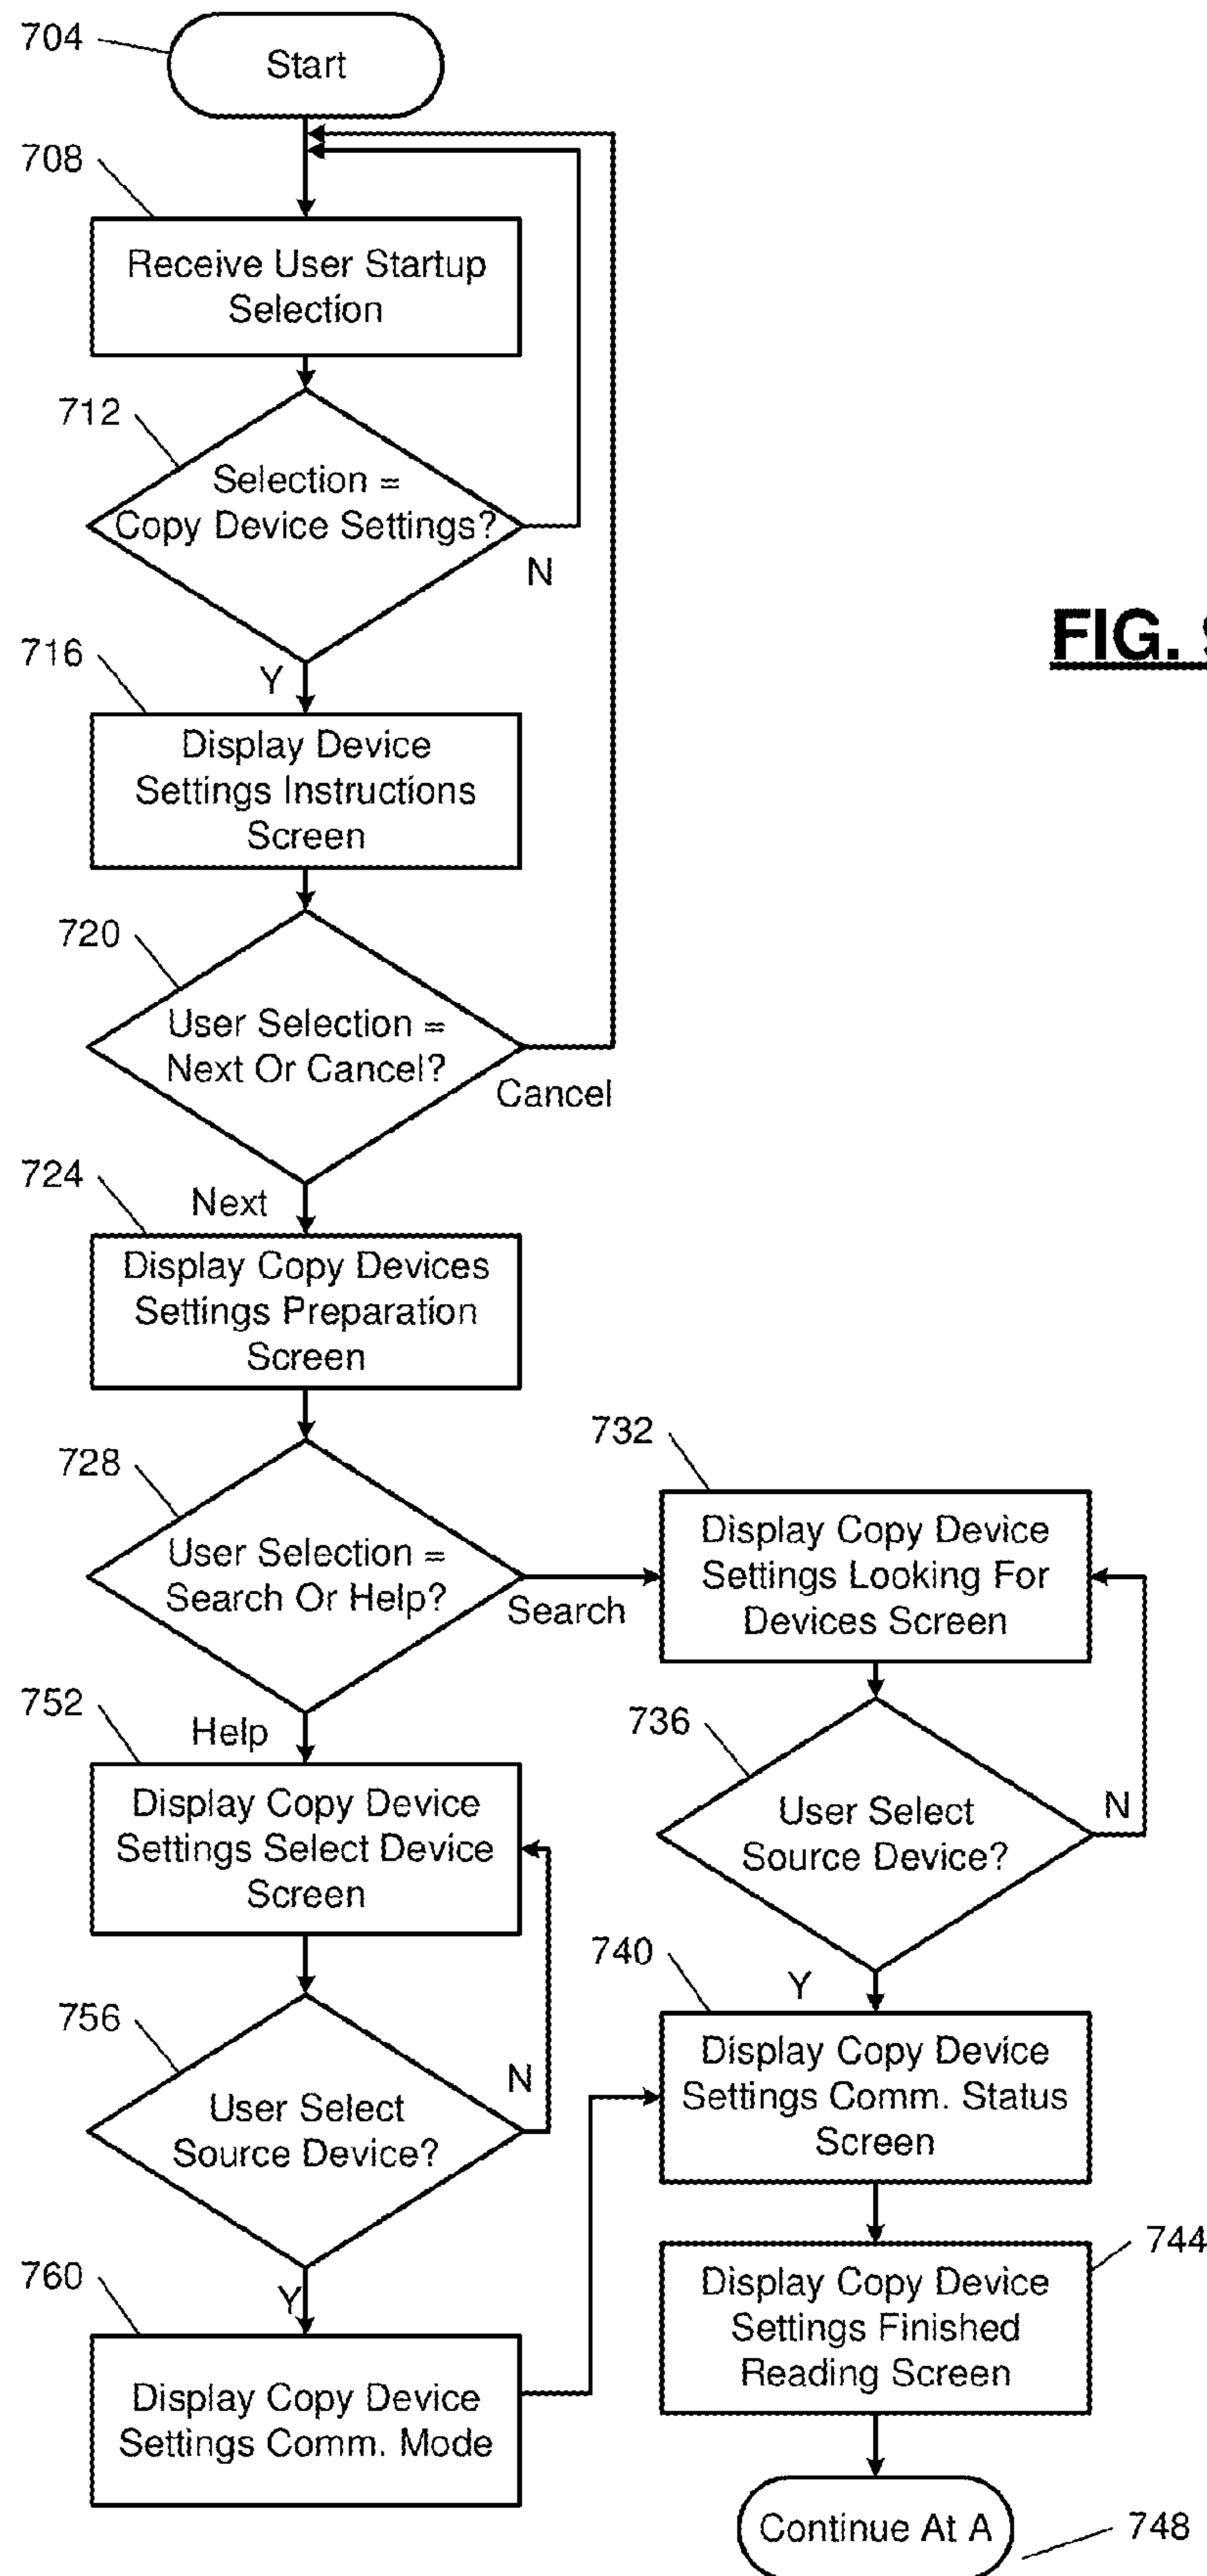 704
Start
708
Receive User Startup
Selection
712
Selection =
Copy Device Settings?
N
716
Y
Display Device
Settings Instructions
Screen
720
User Selection =
Next Or Cancel?
Cancel
724
Next
Display Copy Devices
Settings Preparation
Screen
728
User Selection =
Search Or Help?
Search
732
Display Copy Device
Settings Looking For
Devices Screen
736
User Select
Source Device?
N
752
Help
Display Copy Device
Settings Select Device
Screen
756
User Select
Source Device?
N
740
Y
Display Copy Device
Settings Comm. Status
Screen
760
Y
Display Copy Device
Settings Comm. Mode
744
Display Copy Device
Settings Finished
Reading Screen
Continue At A
748
FIG.